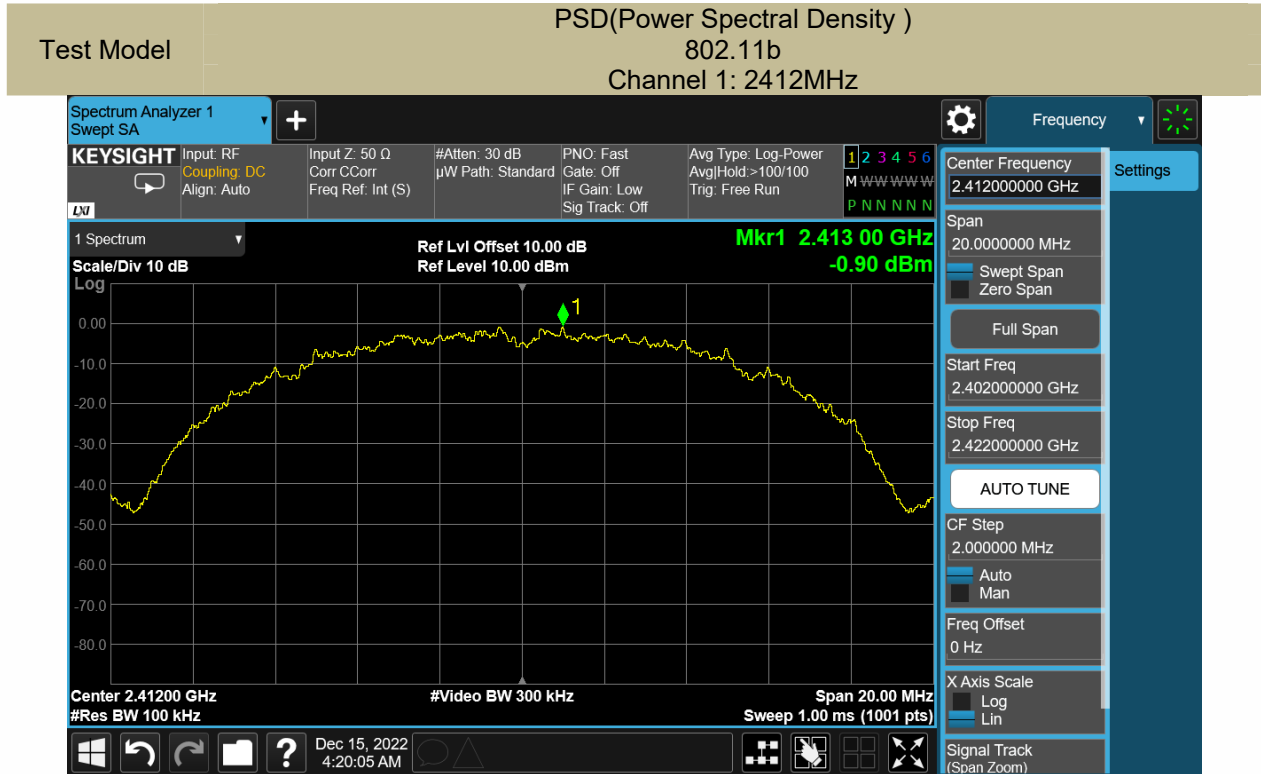 Test Model
PSD(Power Spectral Density )
802.11b
Channel 1: 2412MHz
Spectrum Analyzer 1
Swept SA
Frequency
KEYSIGHT
LXI
Input: RF
Coupling: DC
Align: Auto
Input Z: 50 Ω
Corr CCorr
Freq Ref: Int (S)
#Atten: 30 dB
µW Path: Standard
PNO: Fast
Gate: Off
IF Gain: Low
Sig Track: Off
Avg Type: Log-Power
Avg|Hold:>100/100
Trig: Free Run
1 2 3 4 5 6
M W W W W W
P N N N N N
1 Spectrum
Scale/Div 10 dB
Log
Ref Lvl Offset 10.00 dB
Ref Level 10.00 dBm
Mkr1 2.413 00 GHz
-0.90 dBm
1
0.00
-10.0
-20.0
-30.0
-40.0
-50.0
-60.0
-70.0
-80.0
Center 2.41200 GHz
#Res BW 100 kHz
#Video BW 300 kHz
Span 20.00 MHz
Sweep 1.00 ms (1001 pts)
?
Dec 15, 2022
4:20:05 AM
Center Frequency
2.412000000 GHz
Settings
Span
20.0000000 MHz
Swept Span
Zero Span
Full Span
Start Freq
2.402000000 GHz
Stop Freq
2.422000000 GHz
AUTO TUNE
CF Step
2.000000 MHz
Auto
Man
Freq Offset
0 Hz
X Axis Scale
Log
Lin
Signal Track
(Span Zoom)